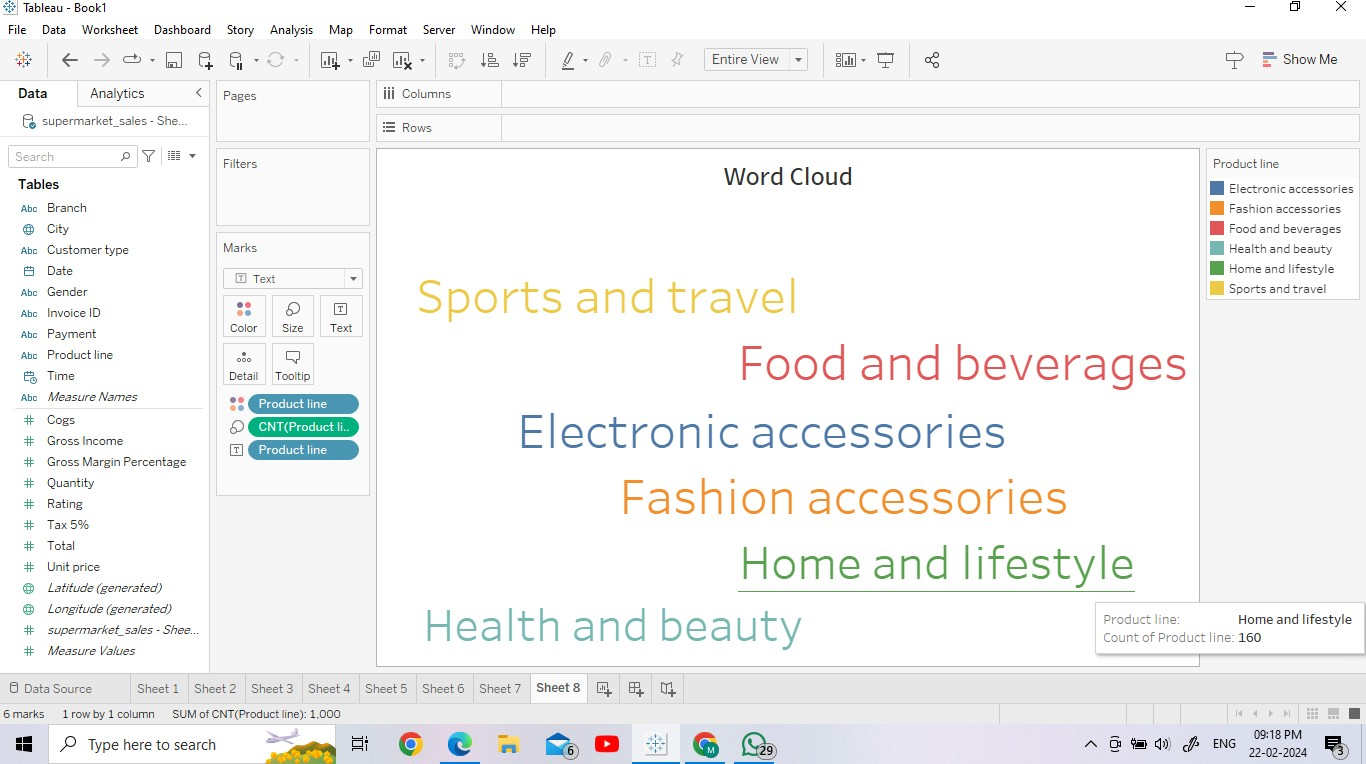 Tableau - Book1
File Data Worksheet Dashboard Story Analysis Map Format Server Window Help
Entire View
Show Me
Data Analytics
supermarket_sales - She...
Search
Tables
Abc Branch
City
Abc Customer type
Date
Abc Gender
Abc Invoice ID
Abc Payment
Abc Product line
Time
Abc Measure Names
# Cogs
# Gross Income
# Gross Margin Percentage
# Quantity
# Rating
# Tax 5%
# Total
# Unit price
Latitude (generated)
Longitude (generated)
# supermarket_sales - Shee...
# Measure Values
Pages
Filters
Marks
T Text
Color Size T Text
Detail Tooltip
Product line
CNT(Product li..
T Product line
Columns
Rows
Word Cloud
Sports and travel
Food and beverages
Electronic accessories
Fashion accessories
Home and lifestyle
Health and beauty
Product line: Home and lifestyle
Count of Product line: 160
Product line
Electronic accessories
Fashion accessories
Food and beverages
Health and beauty
Home and lifestyle
Sports and travel
Data Source Sheet 1 Sheet 2 Sheet 3 Sheet 4 Sheet 5 Sheet 6 Sheet 7 Sheet 8
6 marks 1 row by 1 column SUM of CNT(Product line): 1,000
Type here to search
6
M
29
ENG
09:18 PM
22-02-2024
3